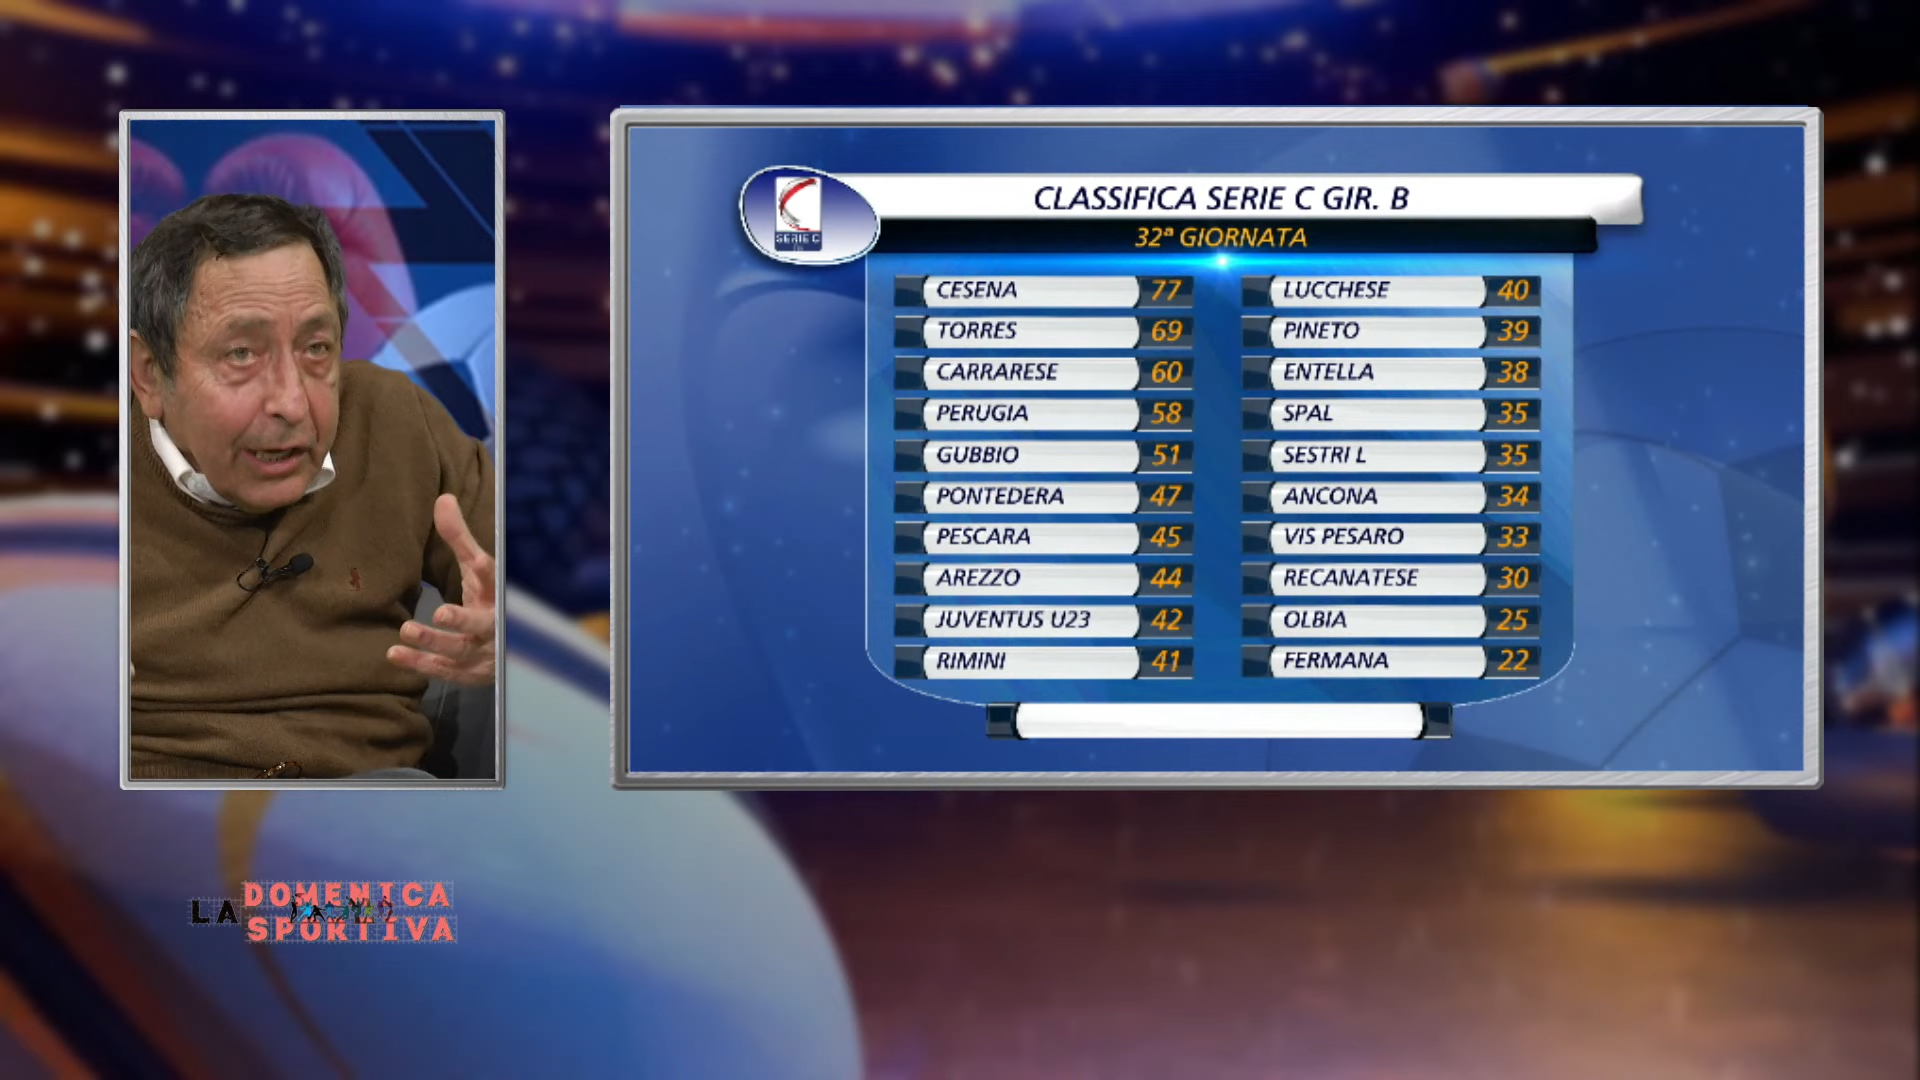 CLASSIFICA SERIE C GIR. B
SERIE C
32ª GIORNATA
CESENA 77
TORRES 69
CARRARESE 60
PERUGIA 58
GUBBIO 51
PONTEDERA 47
PESCARA 45
AREZZO 44
JUVENTUS U23 42
RIMINI 41
LUCCHESE 40
PINETO 39
ENTELLA 38
SPAL 35
SESTRI L 35
ANCONA 34
VIS PESARO 33
RECANATESE 30
OLBIA 25
FERMANA 22
LA DOMENICA
SPORTIVA